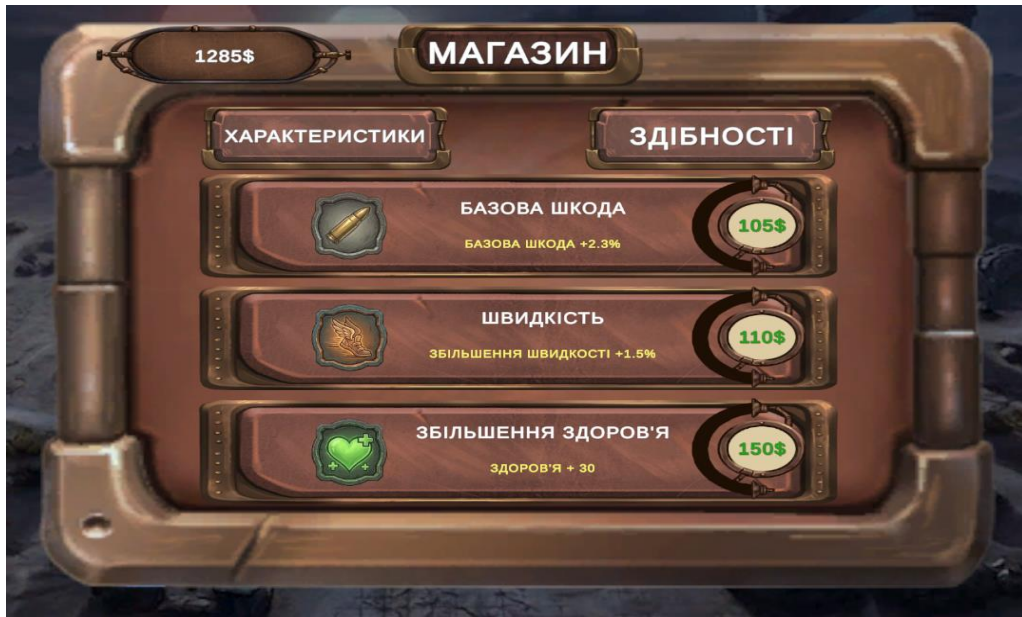 1285$
МАГАЗИН
ХАРАКТЕРИСТИКИ
ЗДІБНОСТІ
БАЗОВА ШКОДА
БАЗОВА ШКОДА +2.3%
105$
ШВИДКІСТЬ
ЗБІЛЬШЕННЯ ШВИДКОСТІ +1.5%
110$
ЗБІЛЬШЕННЯ ЗДОРОВ'Я
ЗДОРОВ'Я + 30
150$